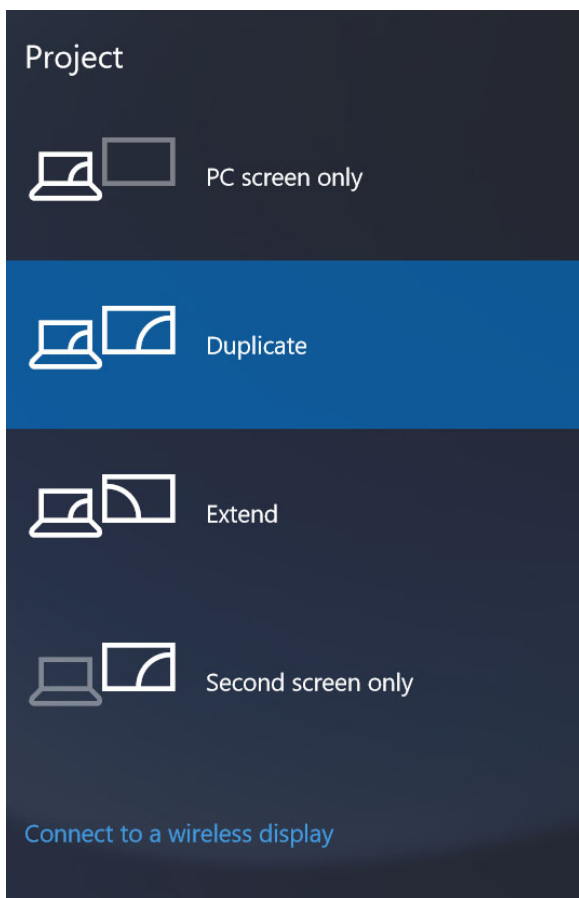 Project
PC screen only
Duplicate
Extend
Second screen only
Connect to a wireless display